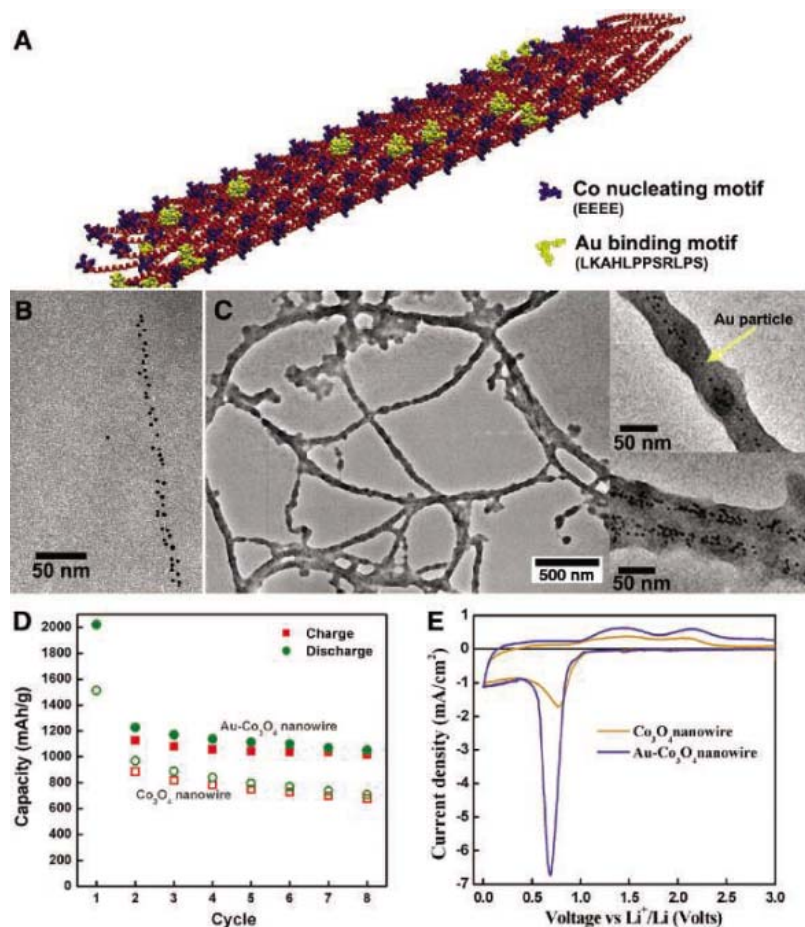 A
Co nucleating motif
(EEEE)
Au binding motif
(LKAHLPPSRLPS)
B
50 nm
C
500 nm
Au particle
50 nm
50 nm
D
2000
1800
1600
1400
1200
1000
800
600
400
200
0
Capacity (mAh/g)
Charge
Discharge
Au-Co₃O₄ nanowire
Co₃O₄ nanowire
1 2 3 4 5 6 7 8
Cycle
E
1
0
-1
-2
-3
-4
-5
-6
-7
Current density (mA/cm²)
Co₃O₄nanowire
Au-Co₃O₄nanowire
0.0 0.5 1.0 1.5 2.0 2.5 3.0
Voltage vs Li⁺/Li (Volts)